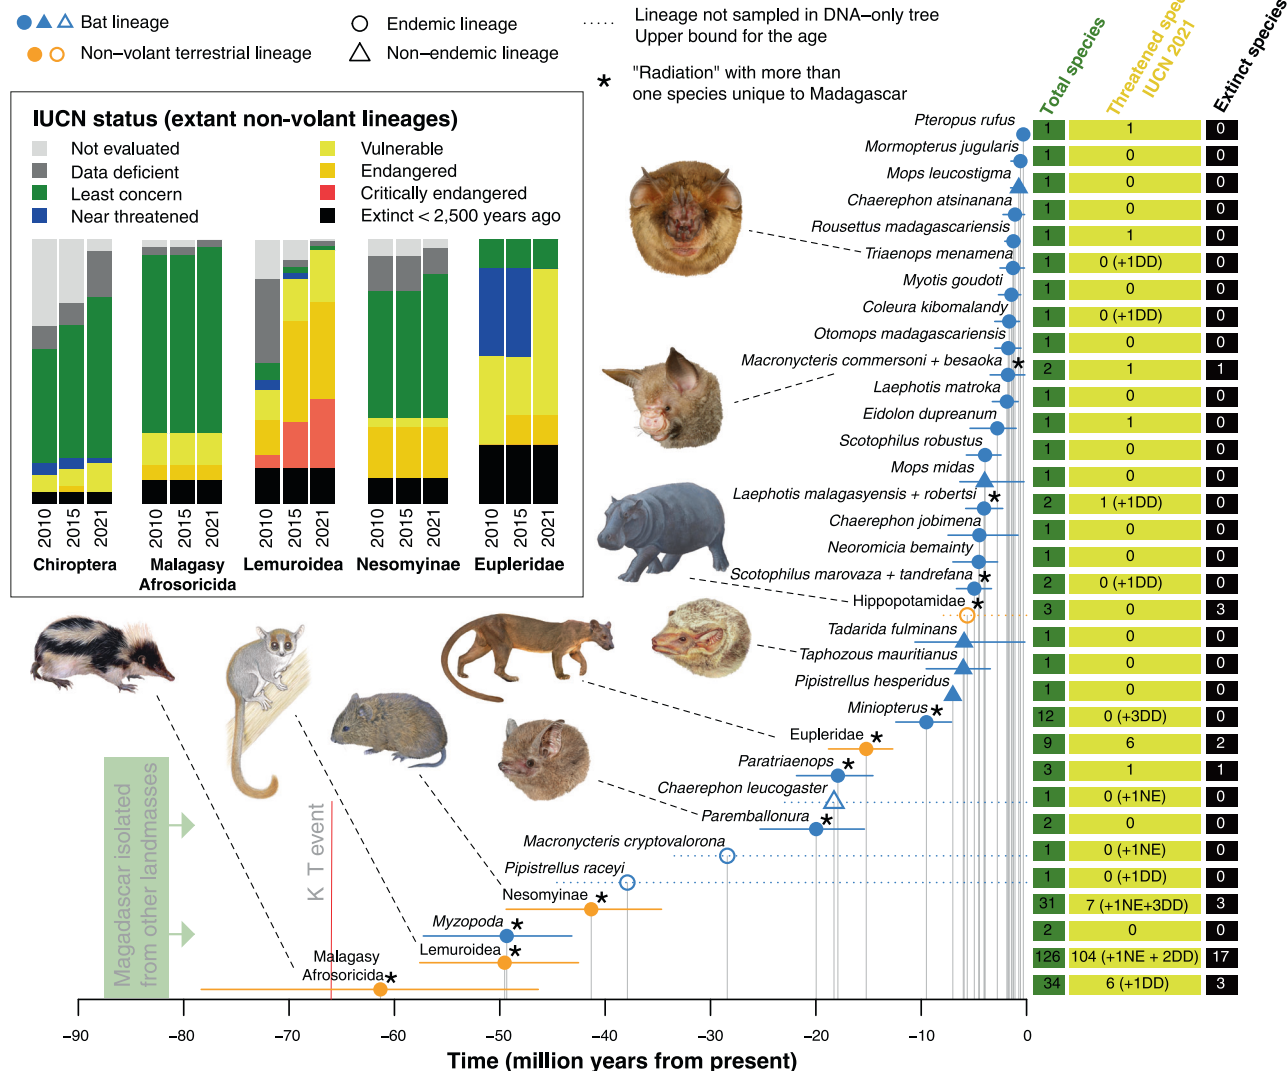 Bat lineage
Non–volant terrestrial lineage
Endemic lineage
Non–endemic lineage
Lineage not sampled in DNA–only tree
Upper bound for the age
* "Radiation" with more than
one species unique to Madagascar
Total species
Threatened spec
IUCN 2021
Extinct species
IUCN status (extant non–volant lineages)
Not evaluated
Data deficient
Least concern
Near threatened
Vulnerable
Endangered
Critically endangered
Extinct < 2,500 years ago
2010 2015 2021
Chiroptera
2010 2015 2021
Malagasy
Afrosoricida
2010 2015 2021
Lemuroidea
2010 2015 2021
Nesomyinae
2010 2015 2021
Eupleridae
Pteropus rufus 1 1 0
Mormopterus jugularis 1 0 0
Mops leucostigma 1 0 0
Chaerephon atsinanana 1 0 0
Rousettus madagascariensis 1 1 0
Triaenops menamena 1 0 (+1DD) 0
Myotis goudoti 1 0 0
Coleura kibomalandy 1 0 (+1DD) 0
Otomops madagascariensis 1 0 0
Macronycteris commersoni + besaoka * 2 1 1
Laephotis matroka 1 0 0
Eidolon dupreanum 1 1 0
Scotophilus robustus 1 0 0
Mops midas 1 0 0
Laephotis malagasyensis + robertsi * 2 1 (+1DD) 0
Chaerephon jobimena 1 0 0
Neoromicia bemainty 1 0 0
Scotophilus marovaza + tandrefana * 2 0 (+1DD) 0
Hippopotamidae * 3 0 3
Tadarida fulminans 1 0 0
Taphozous mauritianus 1 0 0
Pipistrellus hesperidus 1 0 0
Miniopterus * 12 0 (+3DD) 0
Eupleridae * 9 6 2
Paratriaenops * 3 1 1
Chaerephon leucogaster 1 0 (+1NE) 0
Paremballonura * 2 0 0
Macronycteris cryptovalorona 1 0 (+1NE) 0
Pipistrellus raceyi 1 0 (+1DD) 0
Nesomyinae * 31 7 (+1NE+3DD) 3
Myzopoda * 2 0 0
Lemuroidea * 126 104 (+1NE + 2DD) 17
Malagasy
Afrosoricida * 34 6 (+1DD) 3
Magadascar isolated
from other landmasses
K T event
−90 −80 −70 −60 −50 −40 −30 −20 −10 0
Time (million years from present)